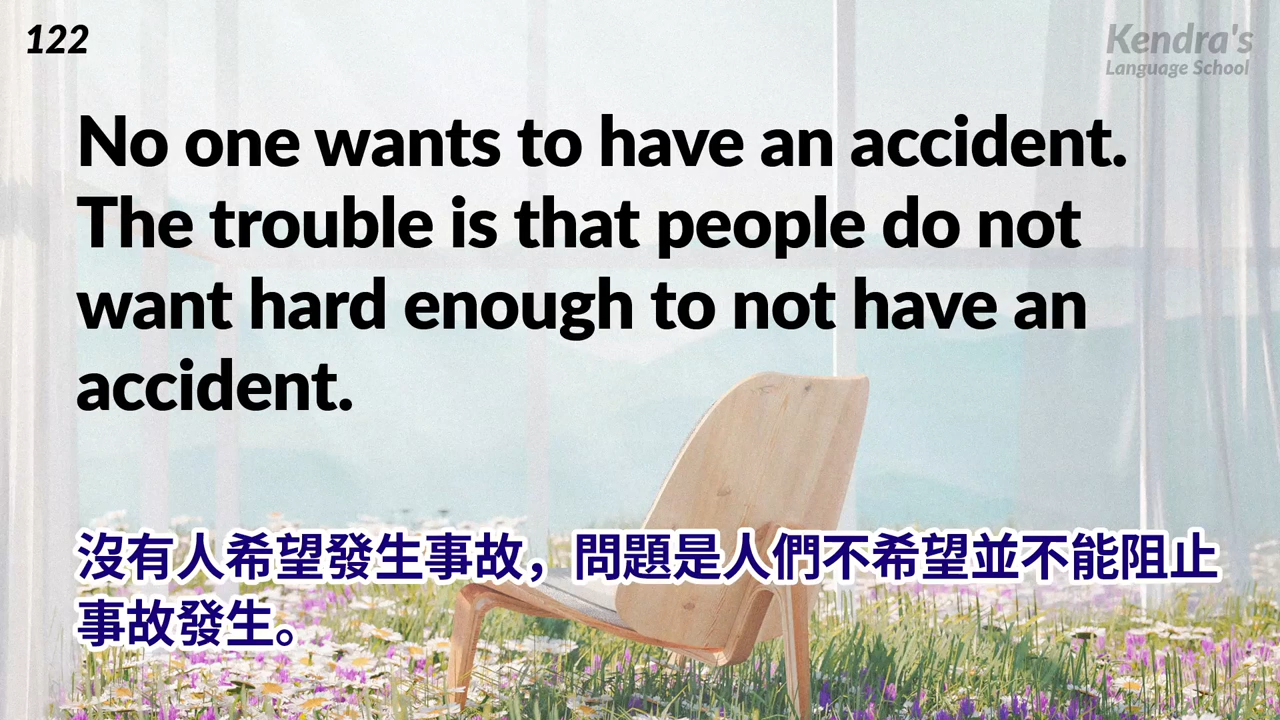 122
Kendra's
Language School
No one wants to have an accident.
The trouble is that people do not
want hard enough to not have an
accident.
沒有人希望發生事故，問題是人們不希望並不能阻止
事故發生。